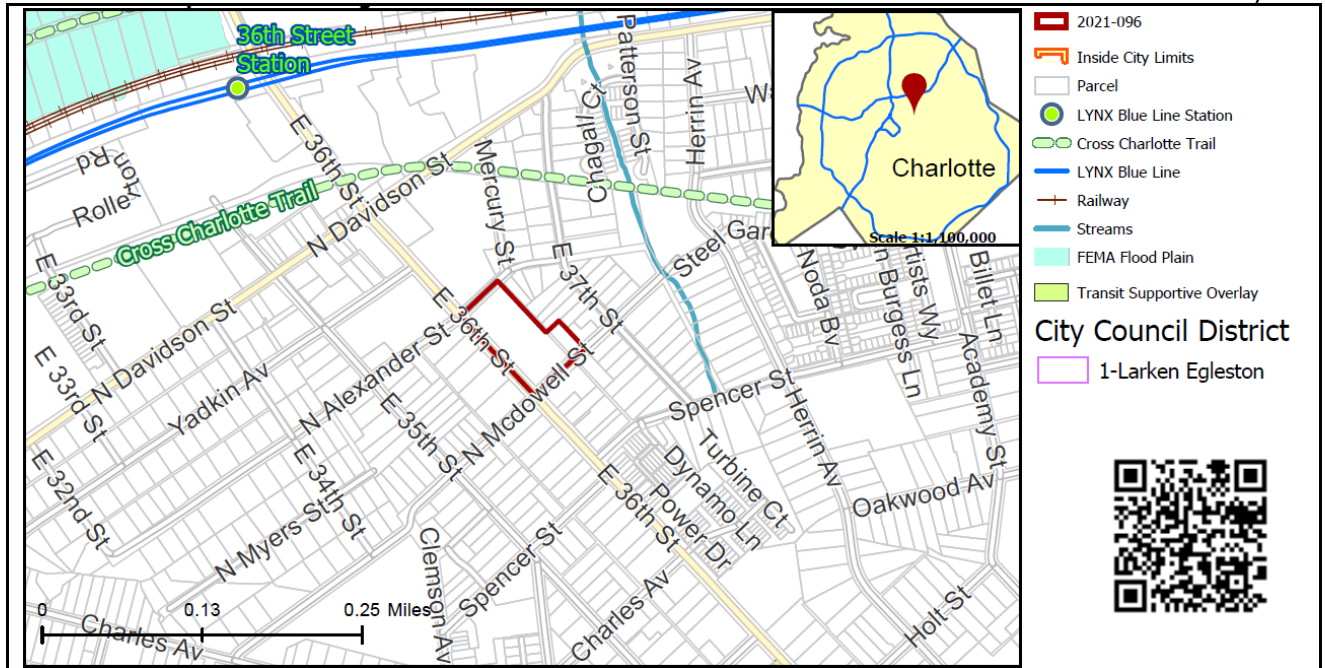 36th Street
Station
Patterson St
Herrin Av
Chagall Ct
E 36th St
Mercury St
N Davidson St
Rolle
Cross Charlotte Trail
E 33rd St
E 37th St
Steel Gar
Noda Bv
n Burgess Ln
rtists Wy
Billet Ln
Academy St
N Davidson St
E 33rd St
Yadkin Av
N Alexander St
E 36th St
N Mcdowell St
E 35th St
Spencer St
Herrin Av
E 32nd St
E 34th St
N Myers St
E 36th St
Turbine Ct
Dynamo Ln
Power Dr
Oakwood Av
Clemson Av
Spencer St
Charles Av
Holt St
Charles Av
0 0.13 0.25 Miles
Charlotte
Scale 1:1,100,000
2021-096
Inside City Limits
Parcel
LYNX Blue Line Station
Cross Charlotte Trail
LYNX Blue Line
Railway
Streams
FEMA Flood Plain
Transit Supportive Overlay
City Council District
1-Larken Egleston